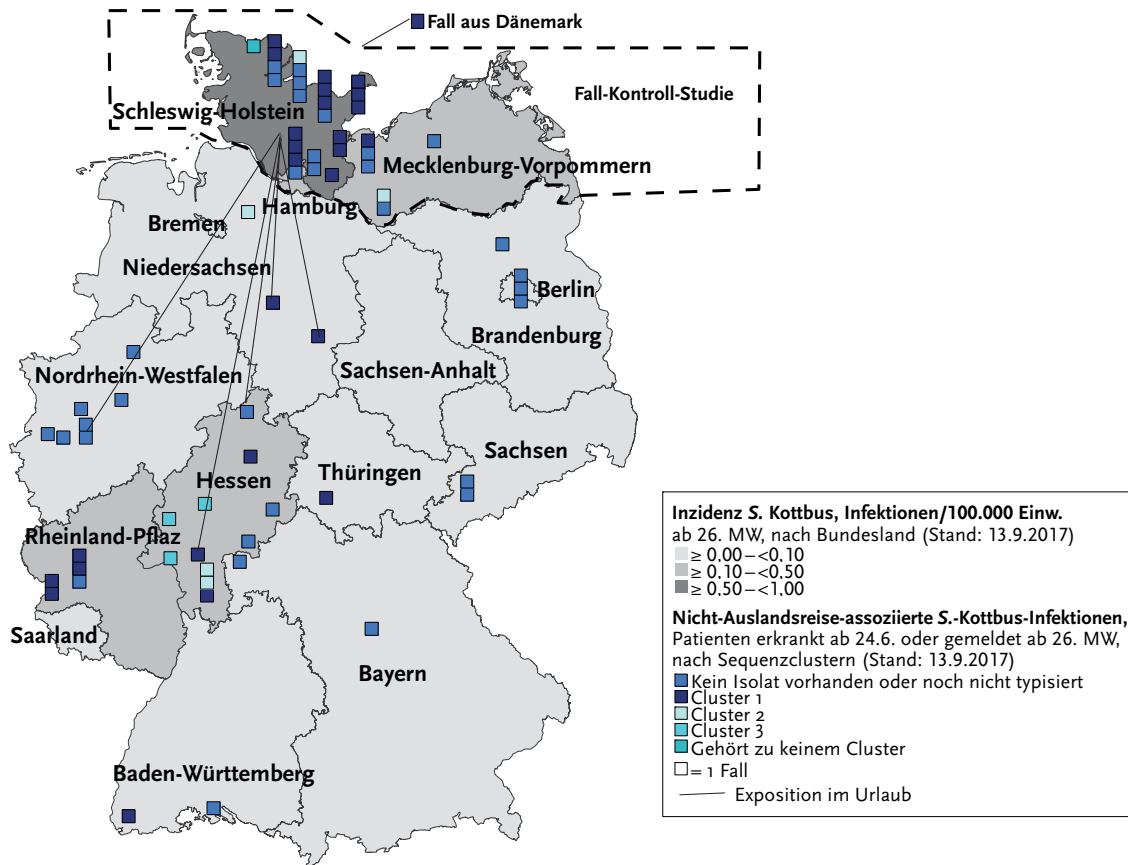 Fall aus Dänemark
Fall-Kontroll-Studie
Schleswig-Holstein
Mecklenburg-Vorpommern
Hamburg
Bremen
Niedersachsen
Berlin
Brandenburg
Sachsen-Anhalt
Nordrhein-Westfalen
Sachsen
Thüringen
Hessen
Rheinland-Pflaz
Saarland
Bayern
Baden-Württemberg
Inzidenz S. Kottbus, Infektionen/100.000 Einw.
ab 26. MW, nach Bundesland (Stand: 13.9.2017)
≥ 0,00–<0,10
≥ 0,10–<0,50
≥ 0,50–<1,00
Nicht-Auslandsreise-assoziierte S.-Kottbus-Infektionen,
Patienten erkrankt ab 24.6. oder gemeldet ab 26. MW,
nach Sequenzclustern (Stand: 13.9.2017)
Kein Isolat vorhanden oder noch nicht typisiert
Cluster 1
Cluster 2
Cluster 3
Gehört zu keinem Cluster
= 1 Fall
Exposition im Urlaub